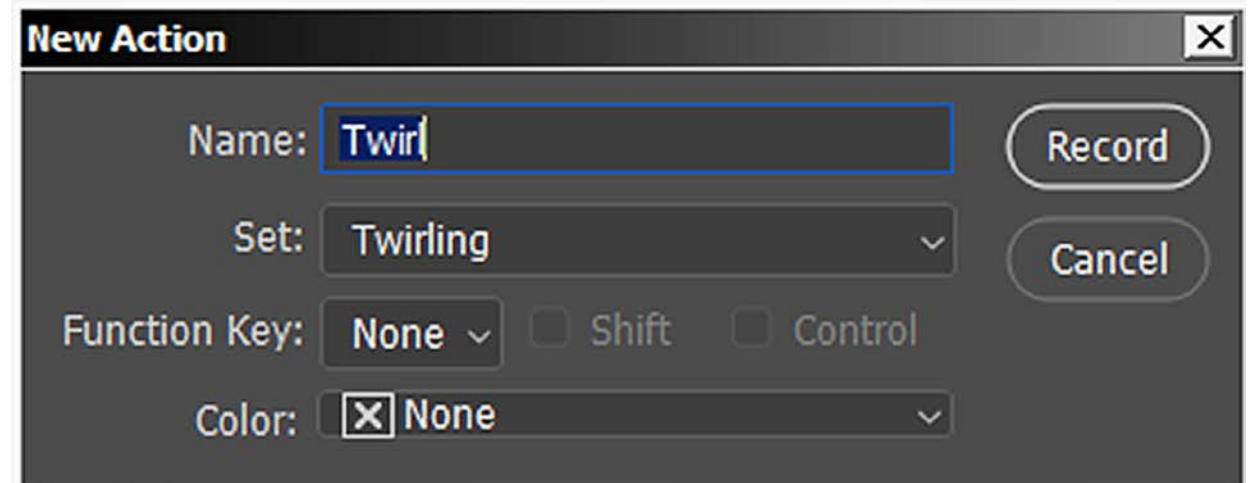 New Action
Name: Twirl
Record
Set: Twirling
Cancel
Function Key: None Shift Control
Color: None